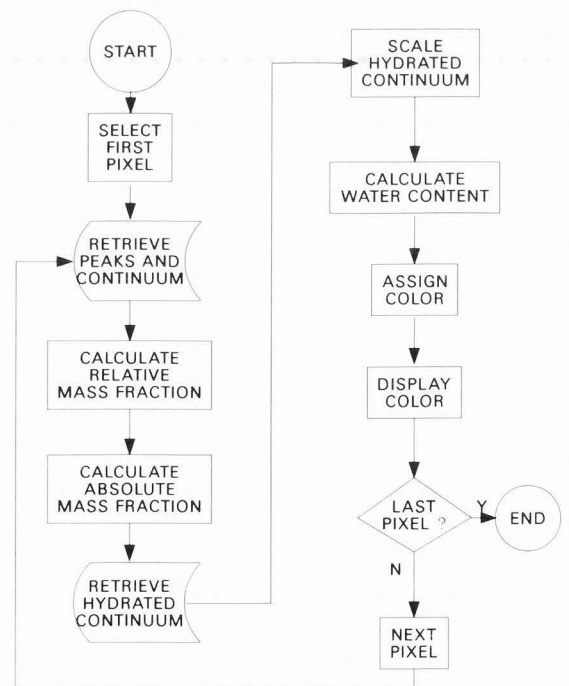 START
SELECT
FIRST
PIXEL
RETRIEVE
PEAKS AND
CONTINUUM
CALCULATE
RELATIVE
MASS FRACTION
CALCULATE
ABSOLUTE
MASS FRACTION
RETRIEVE
HYDRATED
CONTINUUM
SCALE
HYDRATED
CONTINUUM
CALCULATE
WATER CONTENT
ASSIGN
COLOR
DISPLAY
COLOR
LAST
PIXEL ?
Y
END
N
NEXT
PIXEL